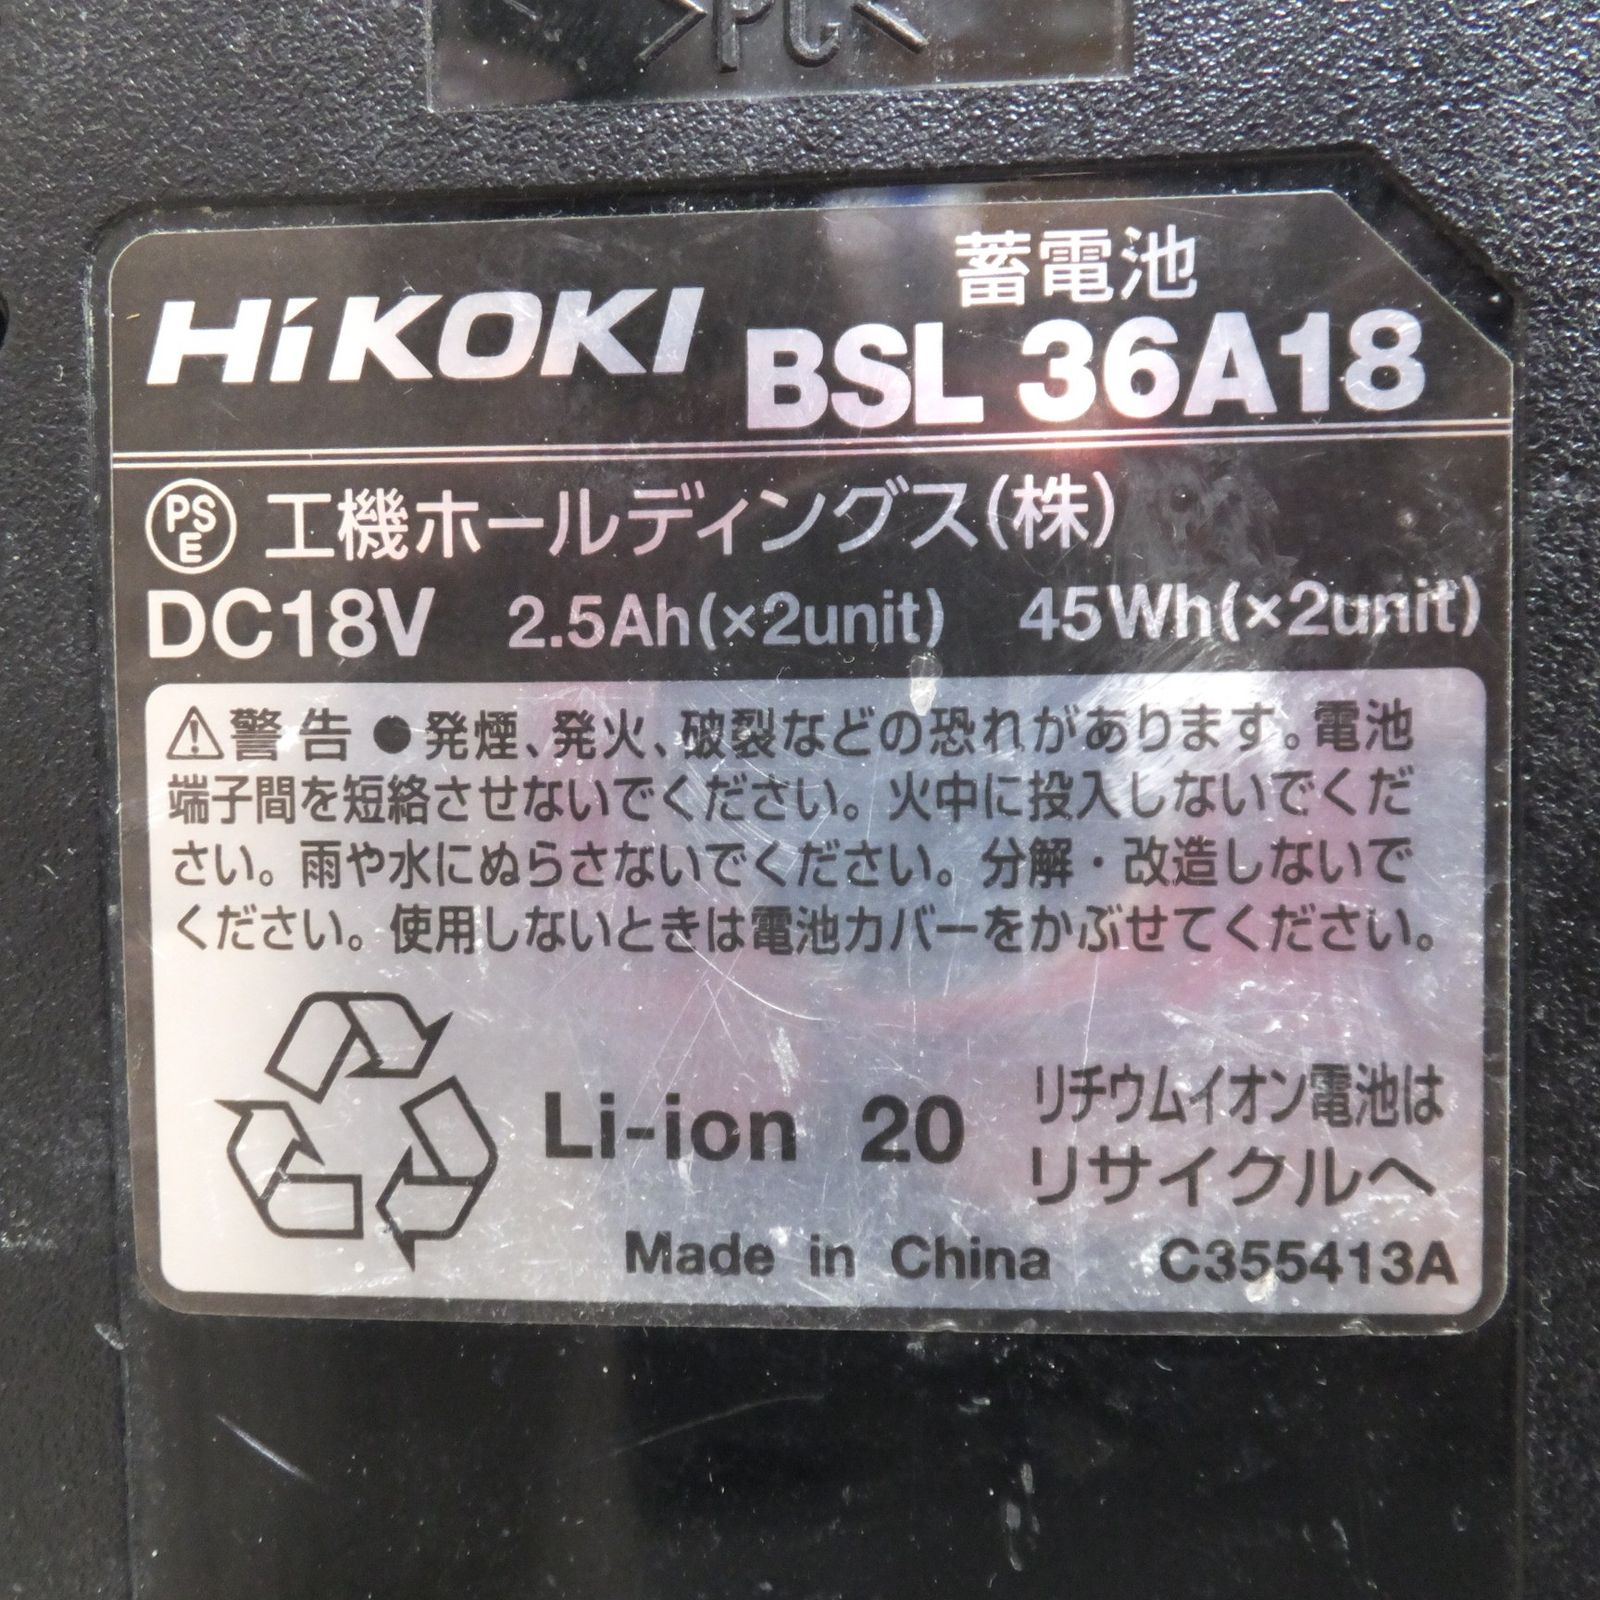 >PC<
蓄電池
HiKOKI BSL 36A18
PSE 工機ホールディングス(株)
DC18V 2.5Ah(×2unit) 45Wh(×2unit)
⚠警告 ●発煙、発火、破裂などの恐れがあります。電池
端子間を短絡させないでください。火中に投入しないでくだ
さい。雨や水にぬらさないでください。分解・改造しないで
ください。使用しないときは電池カバーをかぶせてください。
Li-ion 20
リチウムイオン電池は
リサイクルへ
Made in China C355413A